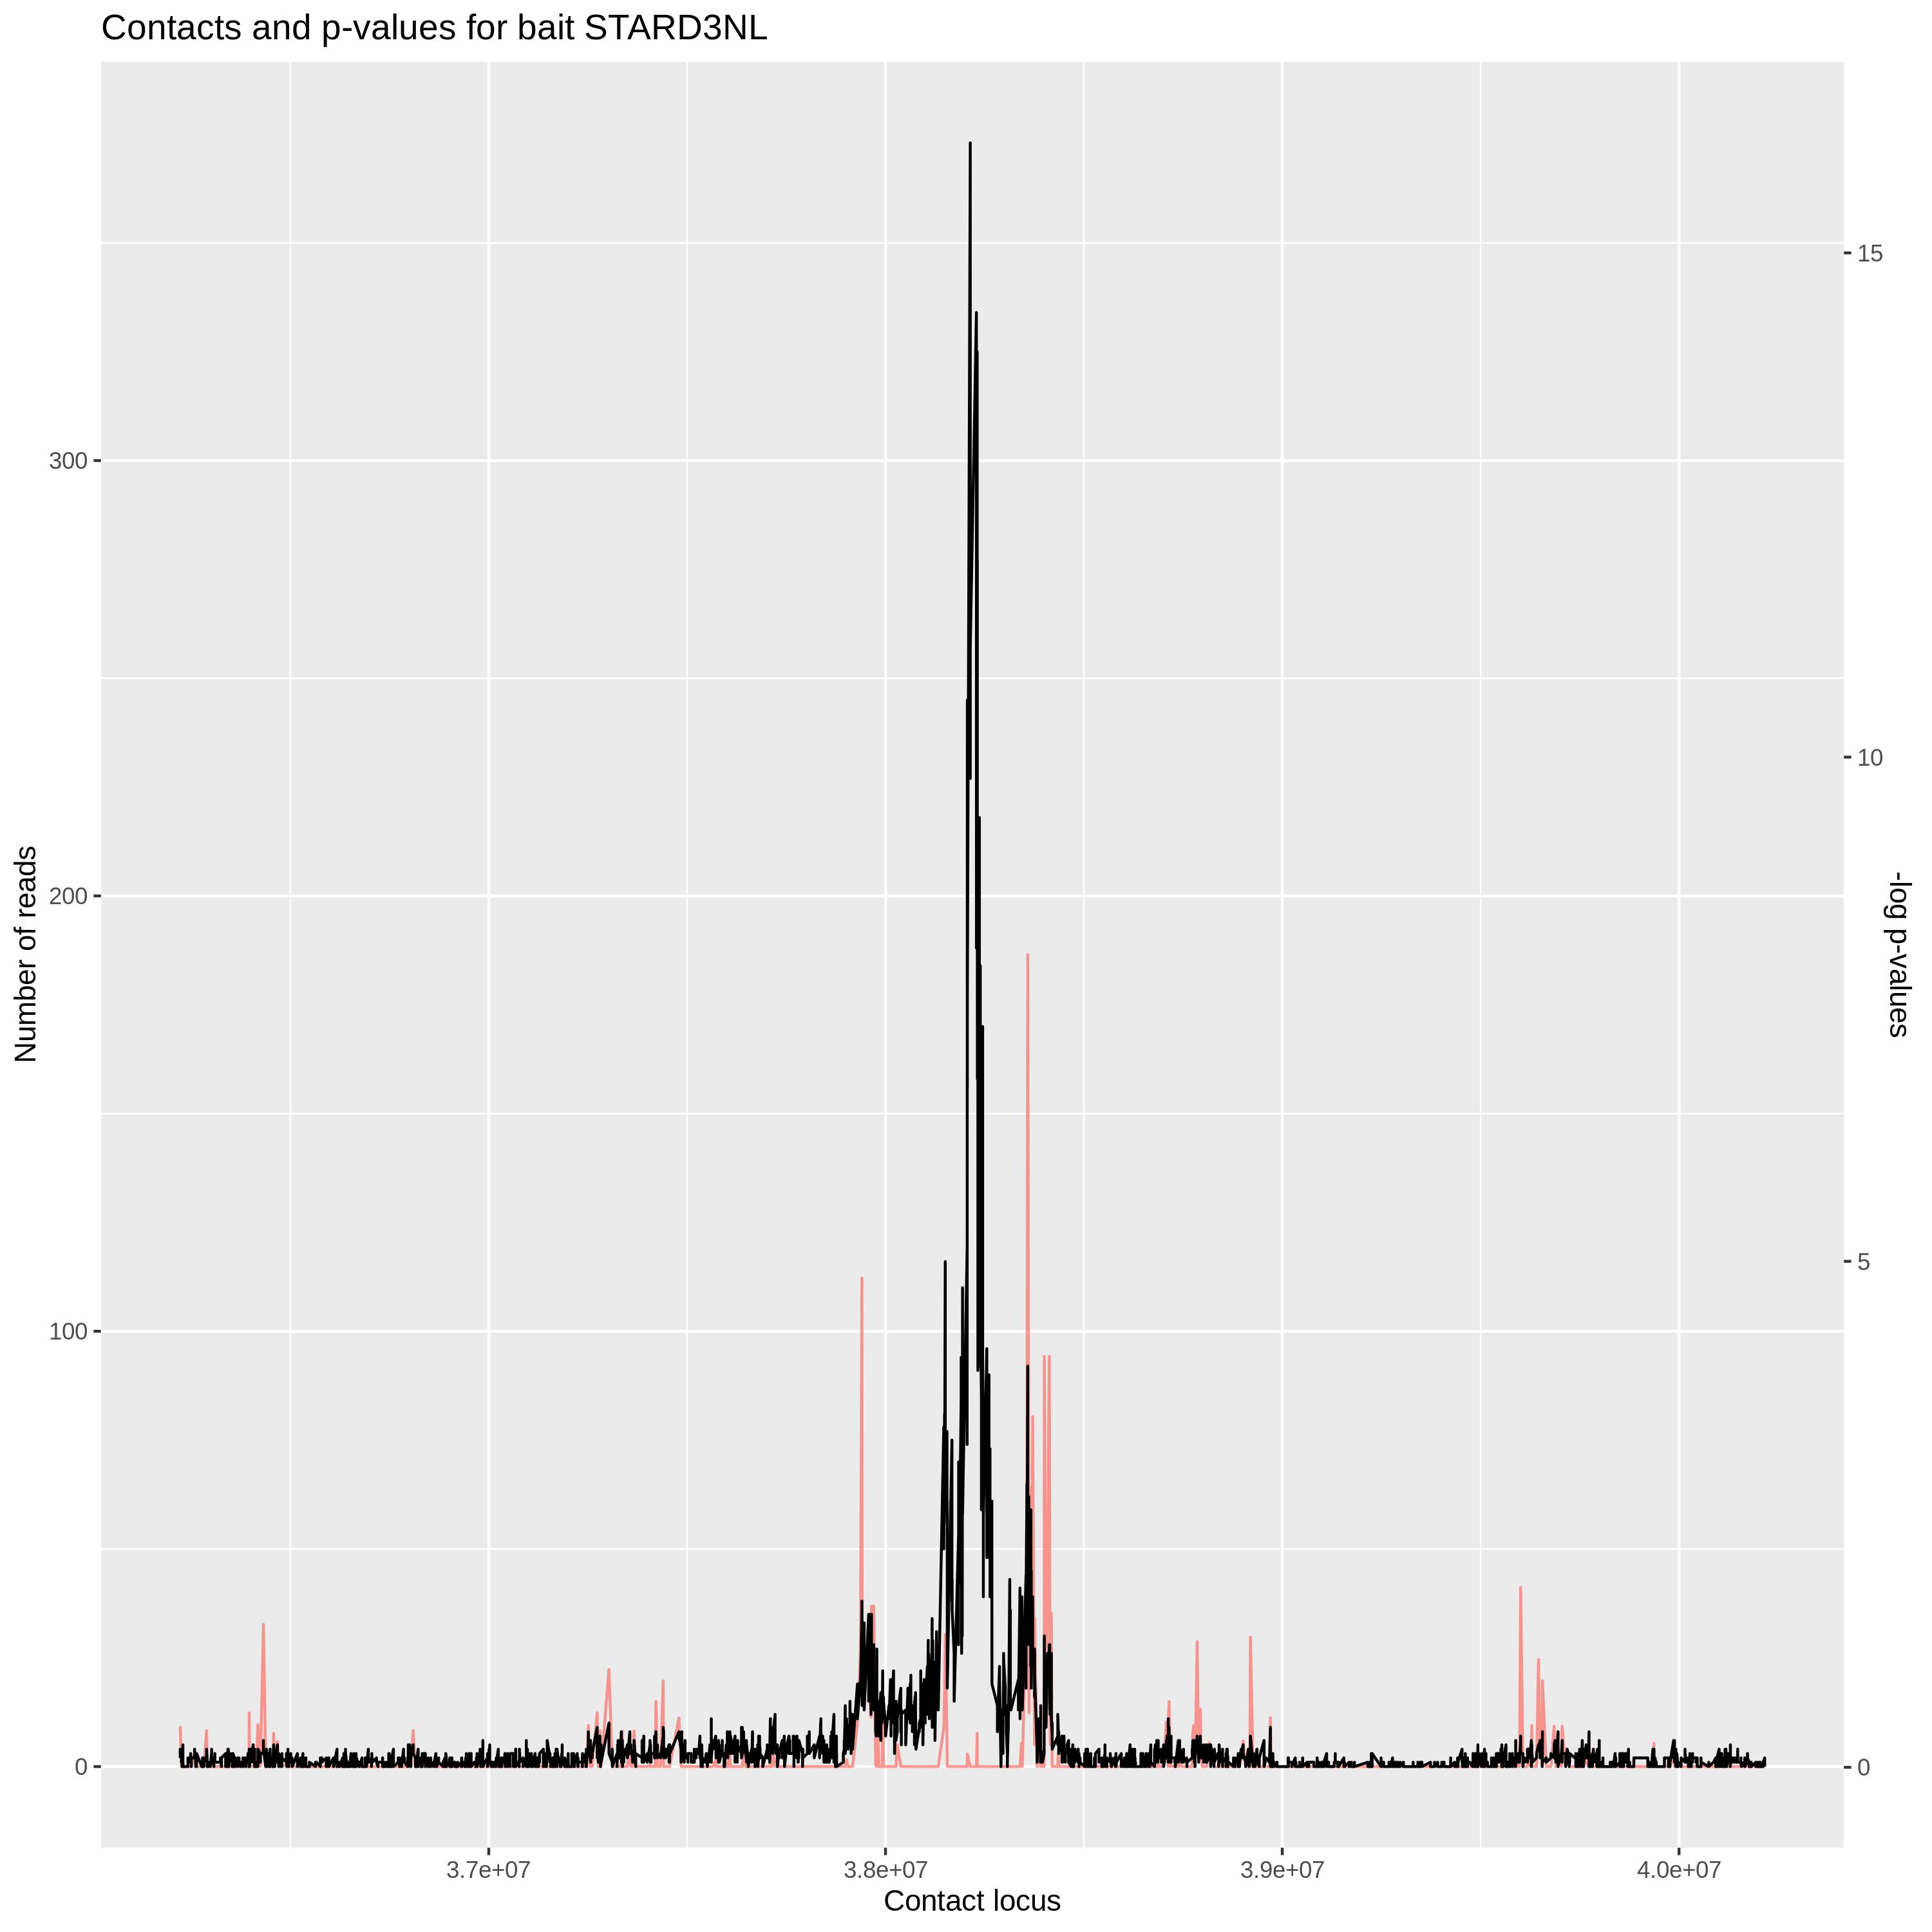 Contacts and p-values for bait STARD3NL
Number of reads
300
200
100
0
15
10
5
0
-log p-values
3.7e+07
3.8e+07
3.9e+07
4.0e+07
Contact locus